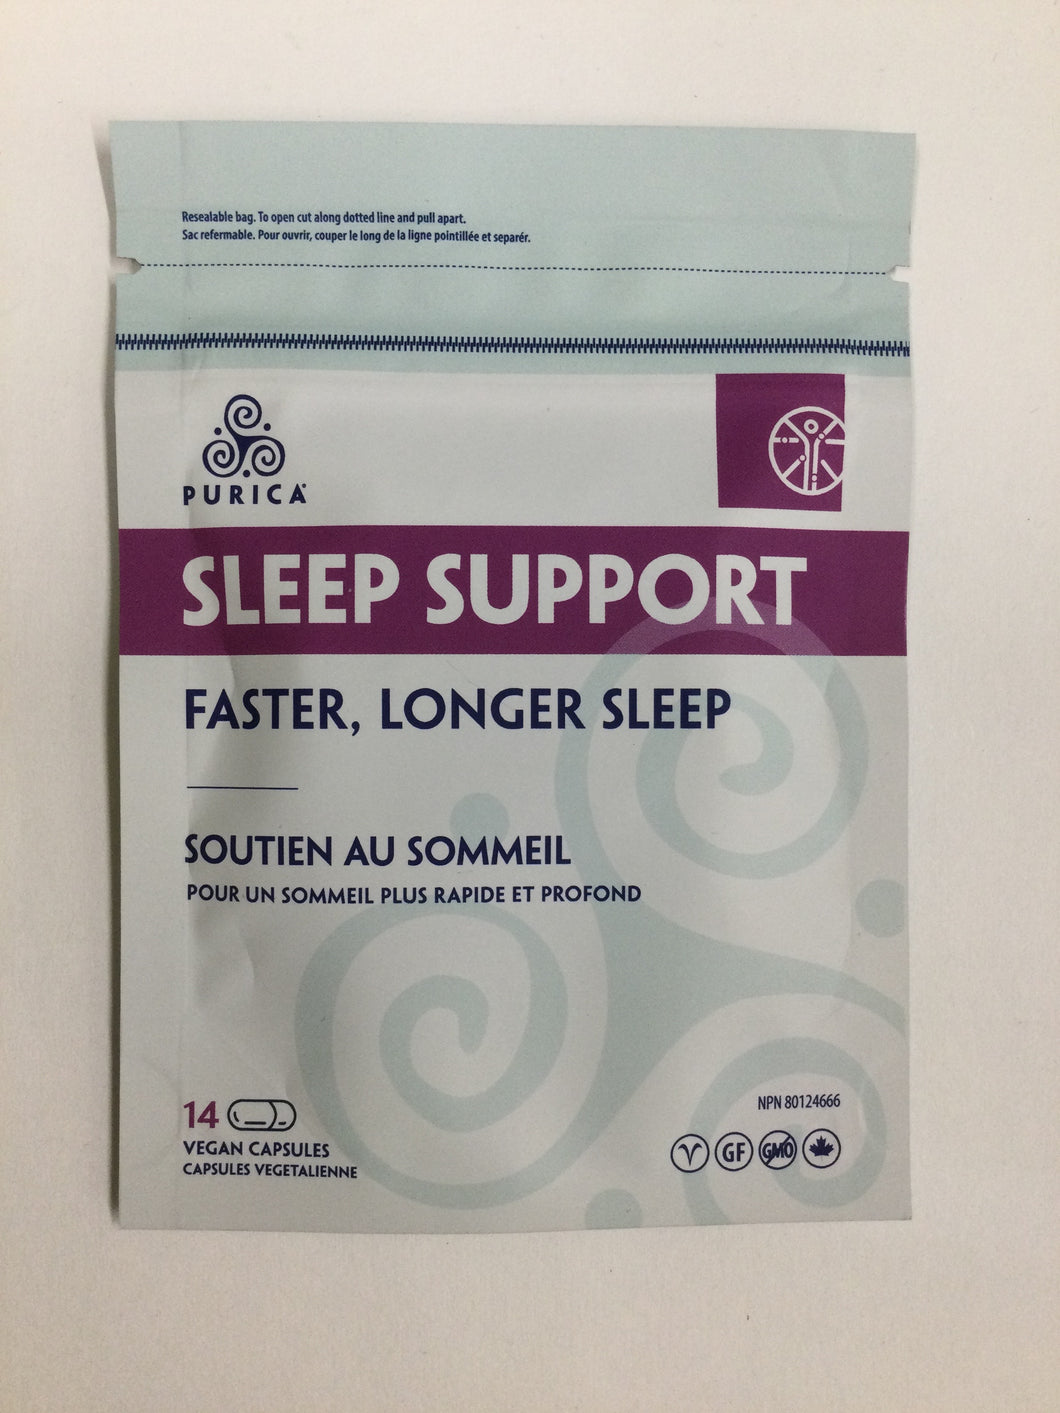 Resealable bag. To open cut along dotted line and pull apart.
Sac refermable. Pour ouvrir, couper le long de la ligne pointillée et separér.
PURICA
SLEEP SUPPORT
FASTER, LONGER SLEEP
SOUTIEN AU SOMMEIL
POUR UN SOMMEIL PLUS RAPIDE ET PROFOND
14
VEGAN CAPSULES
CAPSULES VEGETALIENNE
NPN 80124666
V GF GMO